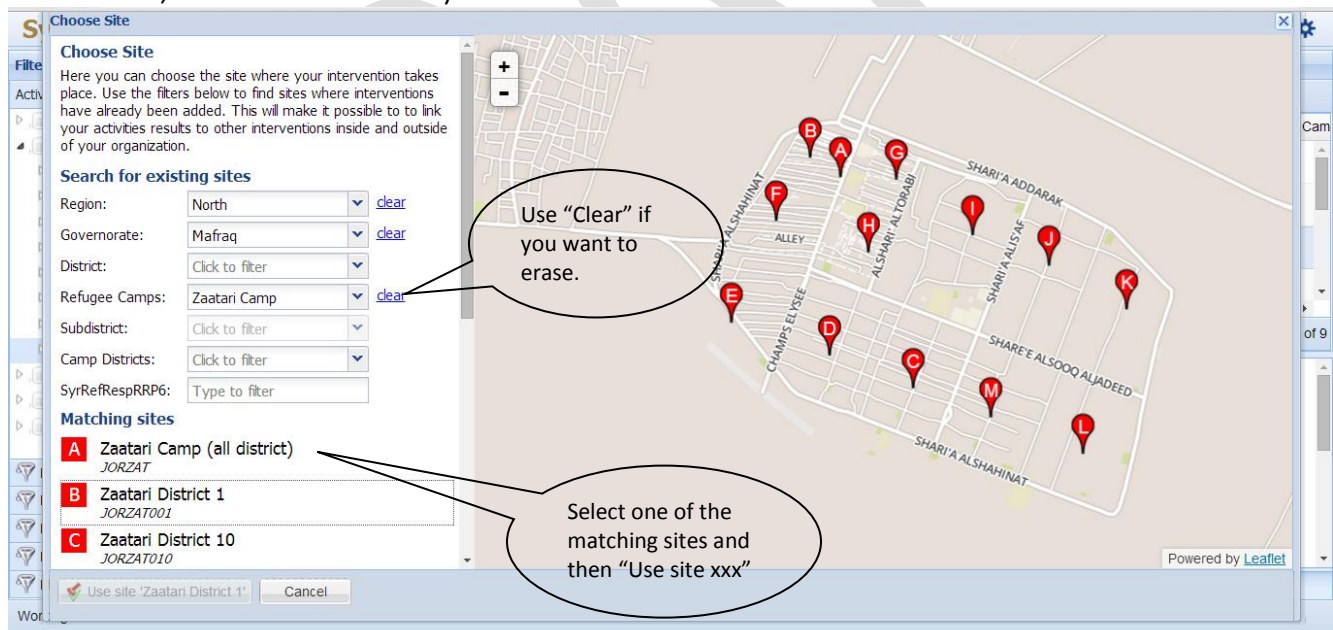 Choose Site
Sy
Filte
Activ
Choose Site
Here you can choose the site where your intervention takes
place. Use the filters below to find sites where interventions
have already been added. This will make it possible to to link
your activities results to other interventions inside and outside
of your organization.
Search for existing sites
Region: North clear
Governorate: Mafraq clear
District: Click to filter
Refugee Camps: Zaatari Camp clear
Subdistrict: Click to filter
Camp Districts: Click to filter
SyrRefRespRRP6: Type to filter
Matching sites
A Zaatari Camp (all district)
JORZAT
B Zaatari District 1
JORZAT001
C Zaatari District 10
JORZAT010
Use site 'Zaatari District 1' Cancel
Use “Clear” if
you want to
erase.
Select one of the
matching sites and
then “Use site xxx”
+
-
B
A
G
F
H
I
J
K
E
D
C
M
L
SHARI'A ADDARAK
SHARI'A ALSHAHINAT
ALLEY
ALSHARI' ALTORABI
SHARI'A ALIS'AF
CHAMPS ELYSEE
SHARE'E ALSOOQ ALJADEED
SHARI'A ALSHAHINAT
Powered by Leaflet
Cam
of 9
Wor